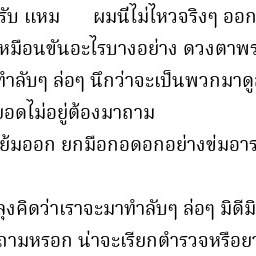 รับ แหม ผมนี่ไม่ไหวจริงๆ ออก
หมือนขันอะไรบางอย่าง ดวงตาพร
ทำลับๆ ล่อๆ นึกว่าจะเป็นพวกมาดู
อดไม่อยู่ต้องมาถาม
ย้มออก ยกมือกอดอกอย่างข่มอาร
ลุงคิดว่าเราจะมาทำลับๆ ล่อๆ มิดีมิ
ถามหรอก น่าจะเรียกตำรวจหรือย